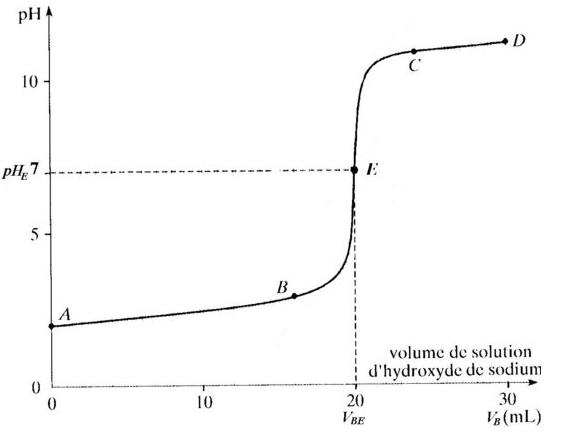 pH
10
pH_E 7
5
0
A
B
C
D
E
volume de solution
d'hydroxyde de sodium
0
10
20
30
V_BE
V_B (mL)